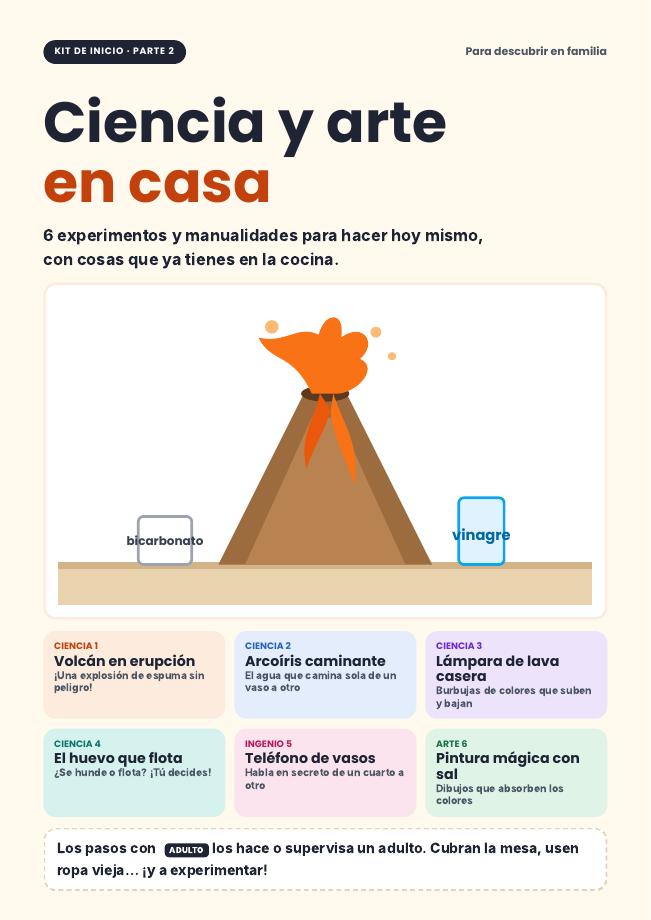 KIT DE INICIO · PARTE 2
Para descubrir en familia
Ciencia y arte
en casa
6 experimentos y manualidades para hacer hoy mismo,
con cosas que ya tienes en la cocina.
bicarbonato
vinagre
CIENCIA 1
Volcán en erupción
¡Una explosión de espuma sin
peligro!
CIENCIA 2
Arcoíris caminante
El agua que camina sola de un
vaso a otro
CIENCIA 3
Lámpara de lava
casera
Burbujas de colores que suben
y bajan
CIENCIA 4
El huevo que flota
¿Se hunde o flota? ¡Tú decides!
INGENIO 5
Teléfono de vasos
Habla en secreto de un cuarto a
otro
ARTE 6
Pintura mágica con
sal
Dibujos que absorben los
colores
Los pasos con ADULTO los hace o supervisa un adulto. Cubran la mesa, usen
ropa vieja... ¡y a experimentar!